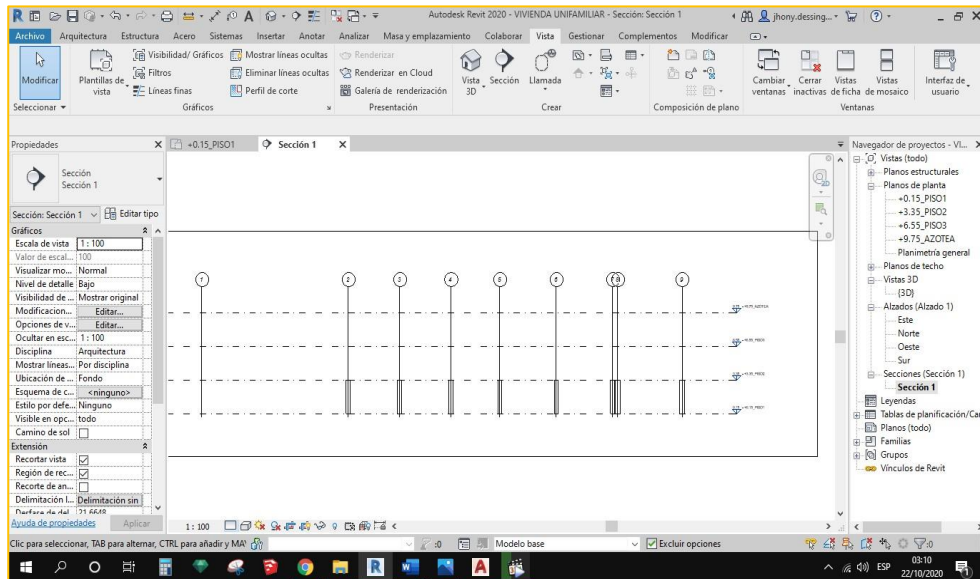 Autodesk Revit 2020 - VIVIENDA UNIFAMILIAR - Sección: Sección 1
jhony.dessing...
Archivo Arquitectura Estructura Acero Sistemas Insertar Anotar Analizar Masa y emplazamiento Colaborar Vista Gestionar Complementos Modificar
Modificar
Seleccionar
Plantillas de vista
Visibilidad/ Gráficos
Filtros
Líneas finas
Mostrar líneas ocultas
Eliminar líneas ocultas
Perfil de corte
Gráficos
Renderizar
Renderizar en Cloud
Galería de renderización
Presentación
Vista 3D
Sección
Llamada
Crear
Composición de plano
Cambiar ventanas
Cerrar inactivas
Vistas de ficha
Vistas de mosaico
Ventanas
Interfaz de usuario
Propiedades
+0.15_PISO1
Sección 1
Navegador de proyectos - VI...
Sección
Sección 1
Sección: Sección 1
Editar tipo
Gráficos
Escala de vista 1 : 100
Valor de escal... 100
Visualizar mo... Normal
Nivel de detalle Bajo
Visibilidad de ... Mostrar original
Modificacion... Editar...
Opciones de v... Editar...
Ocultar en esc... 1 : 100
Disciplina Arquitectura
Mostrar líneas... Por disciplina
Ubicación de ... Fondo
Esquema de c... <ninguno>
Estilo por defe... Ninguno
Visible en opc... todo
Camino de sol
Extensión
Recortar vista
Región de rec...
Recorte de an...
Delimitación l... Delimitación sin
Desfase de del... 21.6648
Ayuda de propiedades
Aplicar
1 2 3 4 5 6 7 8 9
Vistas (todo)
Planos estructurales
Planos de planta
+0.15_PISO1
+3.35_PISO2
+6.55_PISO3
+9.75_AZOTEA
Planimetría general
Planos de techo
Vistas 3D
{3D}
Alzados (Alzado 1)
Este
Norte
Oeste
Sur
Secciones (Sección 1)
Sección 1
Leyendas
Tablas de planificación/Can
Planos (todo)
Familias
Grupos
Vínculos de Revit
1 : 100
Clic para seleccionar, TAB para alternar, CTRL para añadir y MAY
:0
Modelo base
Excluir opciones
:0
ESP
03:10
22/10/2020